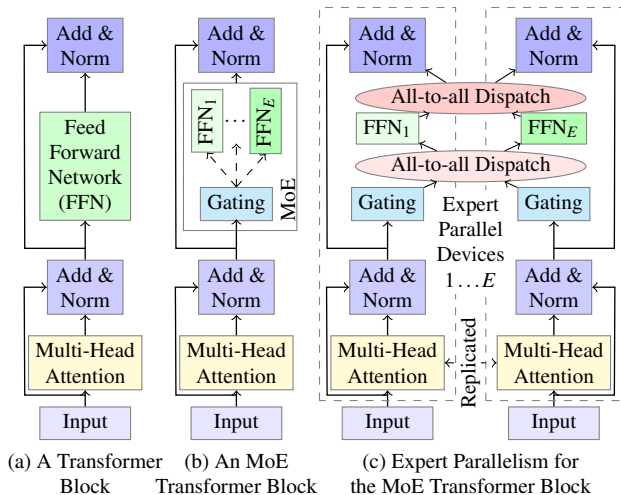 Add &
Norm
Feed
Forward
Network
(FFN)
Add &
Norm
Multi-Head
Attention
Input
(a) A Transformer
Block
Add &
Norm
FFN₁
...
FFN_E
Gating
MoE
Add &
Norm
Multi-Head
Attention
Input
(b) An MoE
Transformer Block
Add &
Norm
Add &
Norm
All-to-all Dispatch
FFN₁
FFN_E
All-to-all Dispatch
Gating
Gating
Expert
Parallel
Devices
1 ... E
Add &
Norm
Add &
Norm
Multi-Head
Attention
Replicated
Multi-Head
Attention
Input
Input
(c) Expert Parallelism for
the MoE Transformer Block